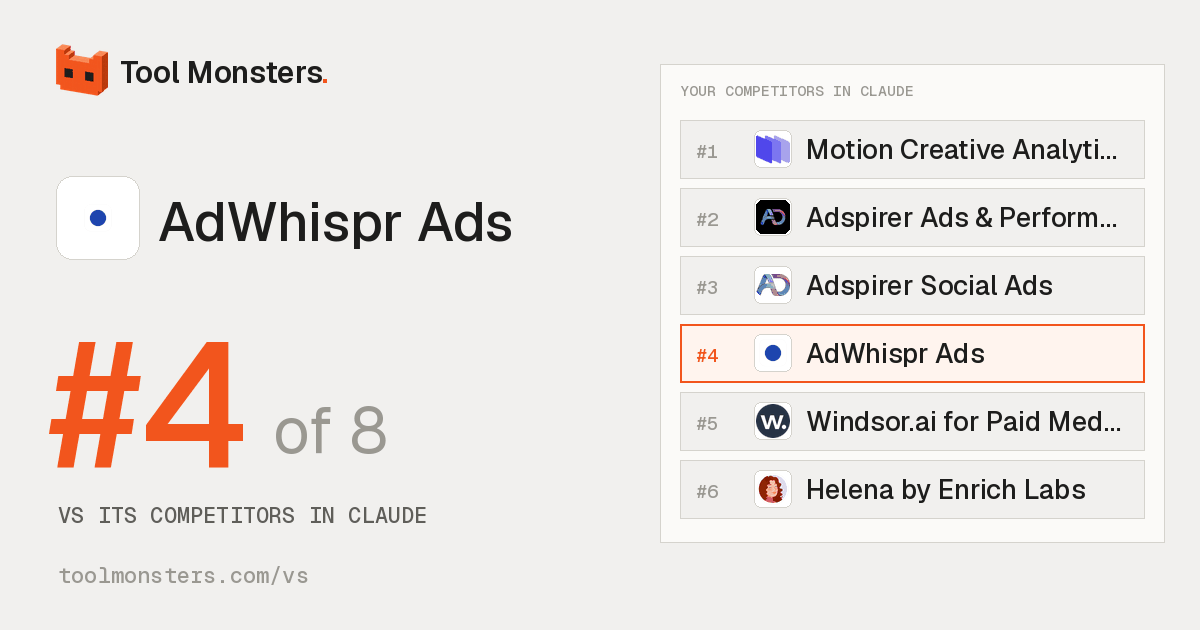 Tool Monsters.
AdWhispr Ads
#4 of 8
VS ITS COMPETITORS IN CLAUDE
toolmonsters.com/vs
YOUR COMPETITORS IN CLAUDE
#1 Motion Creative Analyti...
#2 AD Adspirer Ads & Perform...
#3 AD Adspirer Social Ads
#4 AdWhispr Ads
#5 w. Windsor.ai for Paid Med...
#6 Helena by Enrich Labs